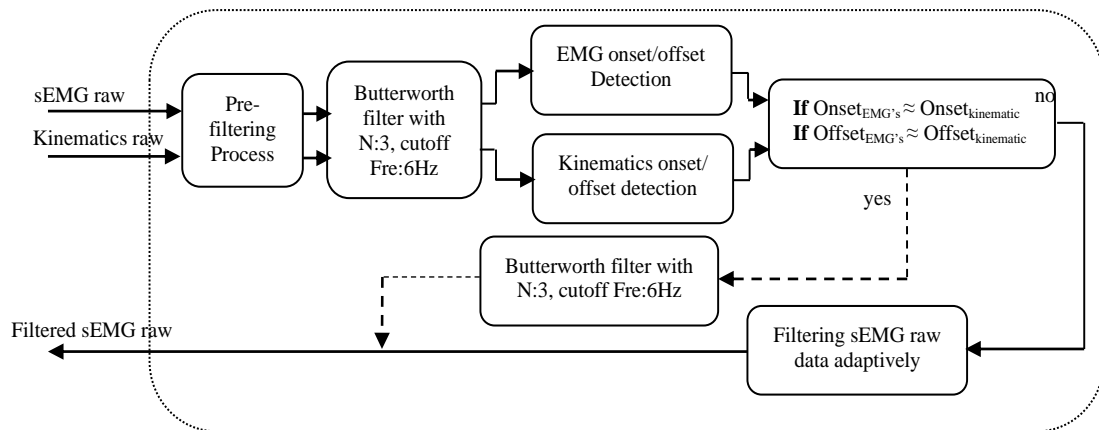 sEMG raw
Kinematics raw
Pre-
filtering
Process
Butterworth
filter with
N:3, cutoff
Fre:6Hz
EMG onset/offset
Detection
Kinematics onset/
offset detection
If OnsetEMG's ≈ Onsetkinematic
If OffsetEMG's ≈ Offsetkinematic
no
yes
Butterworth filter with
N:3, cutoff Fre:6Hz
Filtering sEMG raw
data adaptively
Filtered sEMG raw